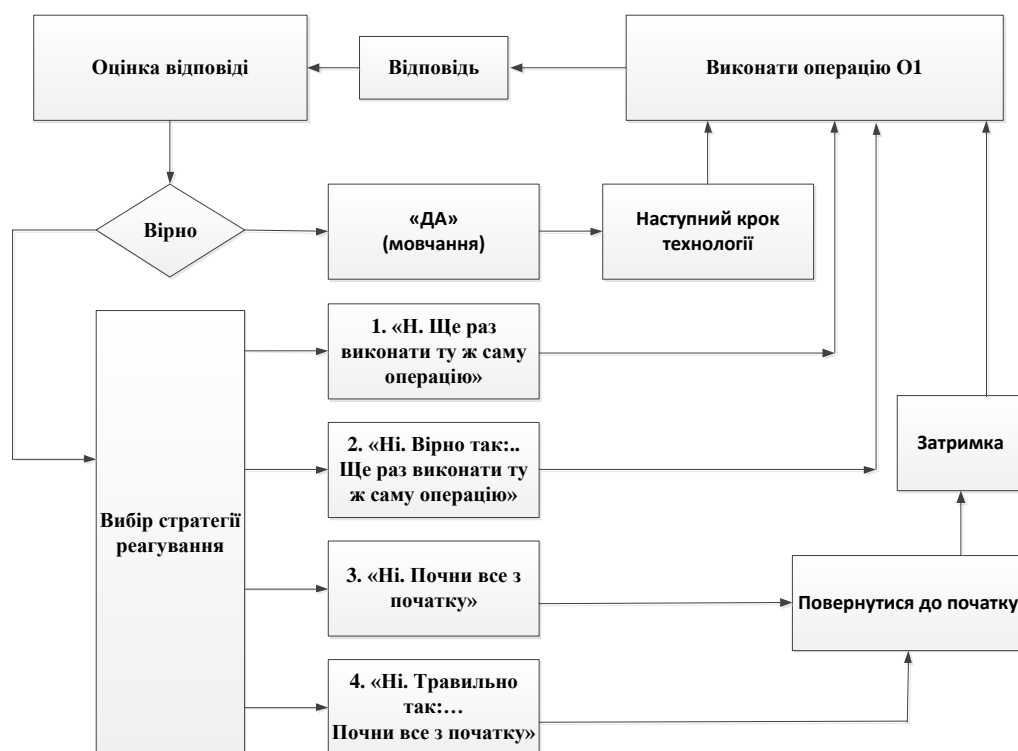 Оцінка відповіді
Відповідь
Виконати операцію О1
Вірно
«ДА»
(мовчання)
Наступний крок
технології
1. «Н. Ще раз
виконати ту ж саму
операцію»
2. «Ні. Вірно так:..
Ще раз виконати ту
ж саму операцію»
Затримка
Вибір стратегії
реагування
3. «Ні. Почни все з
початку»
Повернутися до початку
4. «Ні. Травильно
так:…
Почни все з початку»